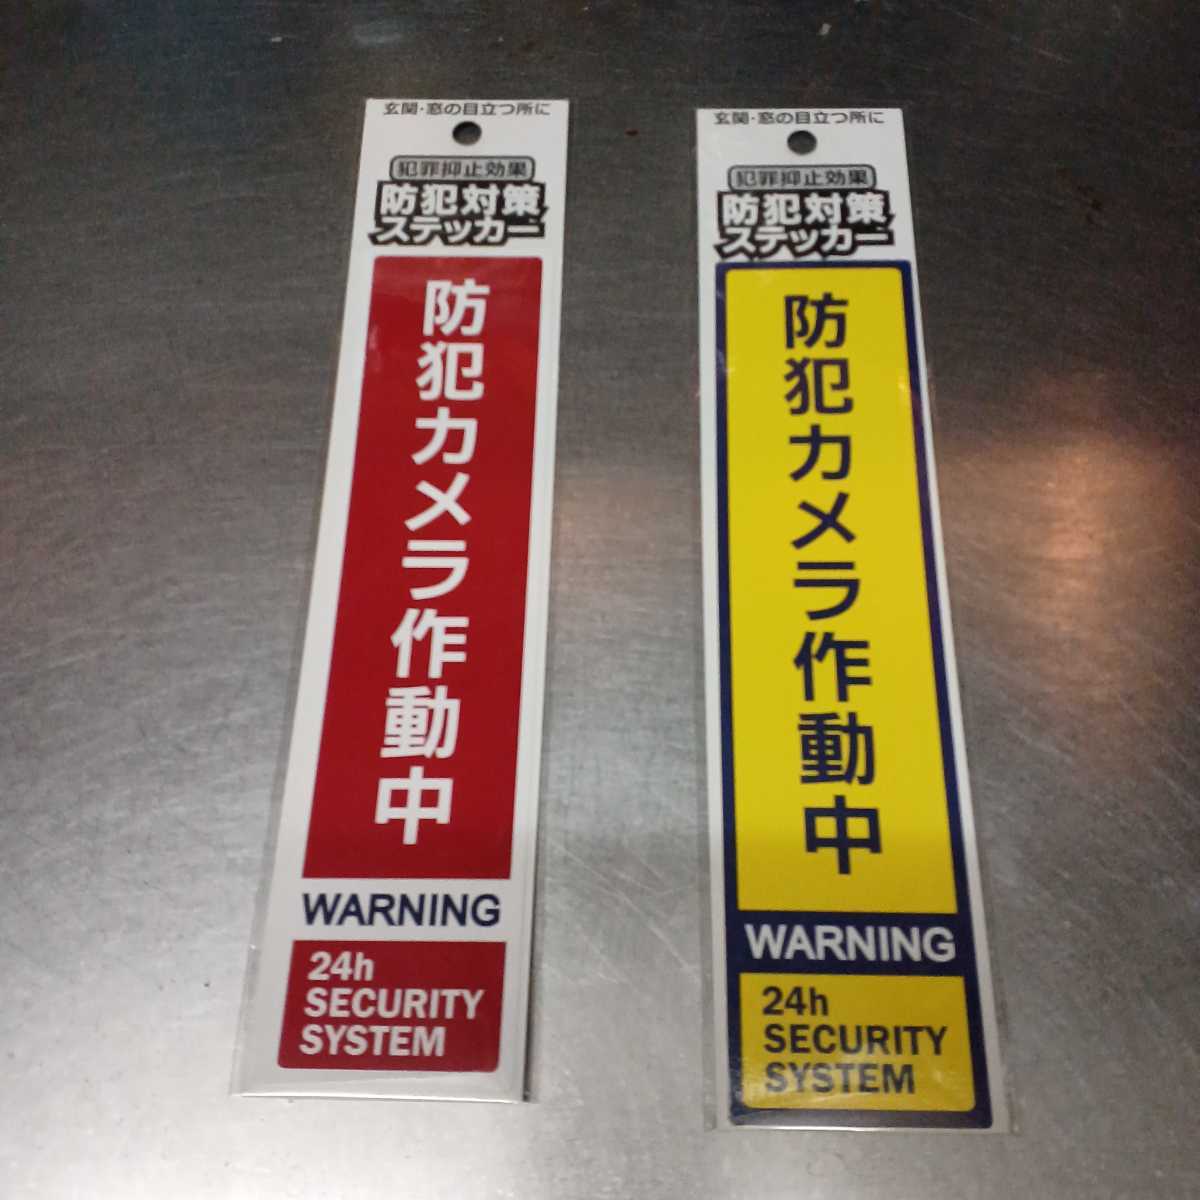 玄関・窓の目立つ所に
犯罪抑止効果
防犯対策
ステッカー
防犯カメラ作動中
WARNING
24h
SECURITY
SYSTEM
玄関・窓の目立つ所に
犯罪抑止効果
防犯対策
ステッカー
防犯カメラ作動中
WARNING
24h
SECURITY
SYSTEM